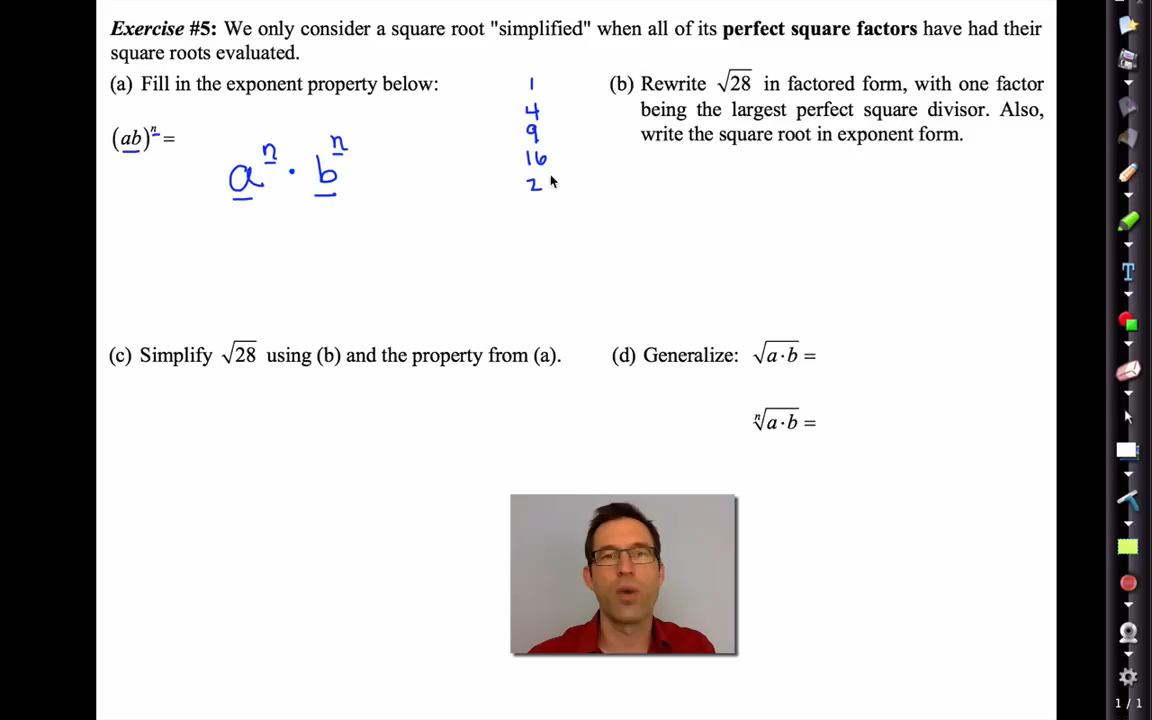 Exercise #5: We only consider a square root "simplified" when all of its perfect square factors have had their
square roots evaluated.
(a) Fill in the exponent property below:
(ab)ⁿ =
aⁿ · bⁿ
1
4
9
16
2
(b) Rewrite √28 in factored form, with one factor
being the largest perfect square divisor. Also,
write the square root in exponent form.
(c) Simplify √28 using (b) and the property from (a).
(d) Generalize: √(a·b) =
ⁿ√(a·b) =
T
1 / 1